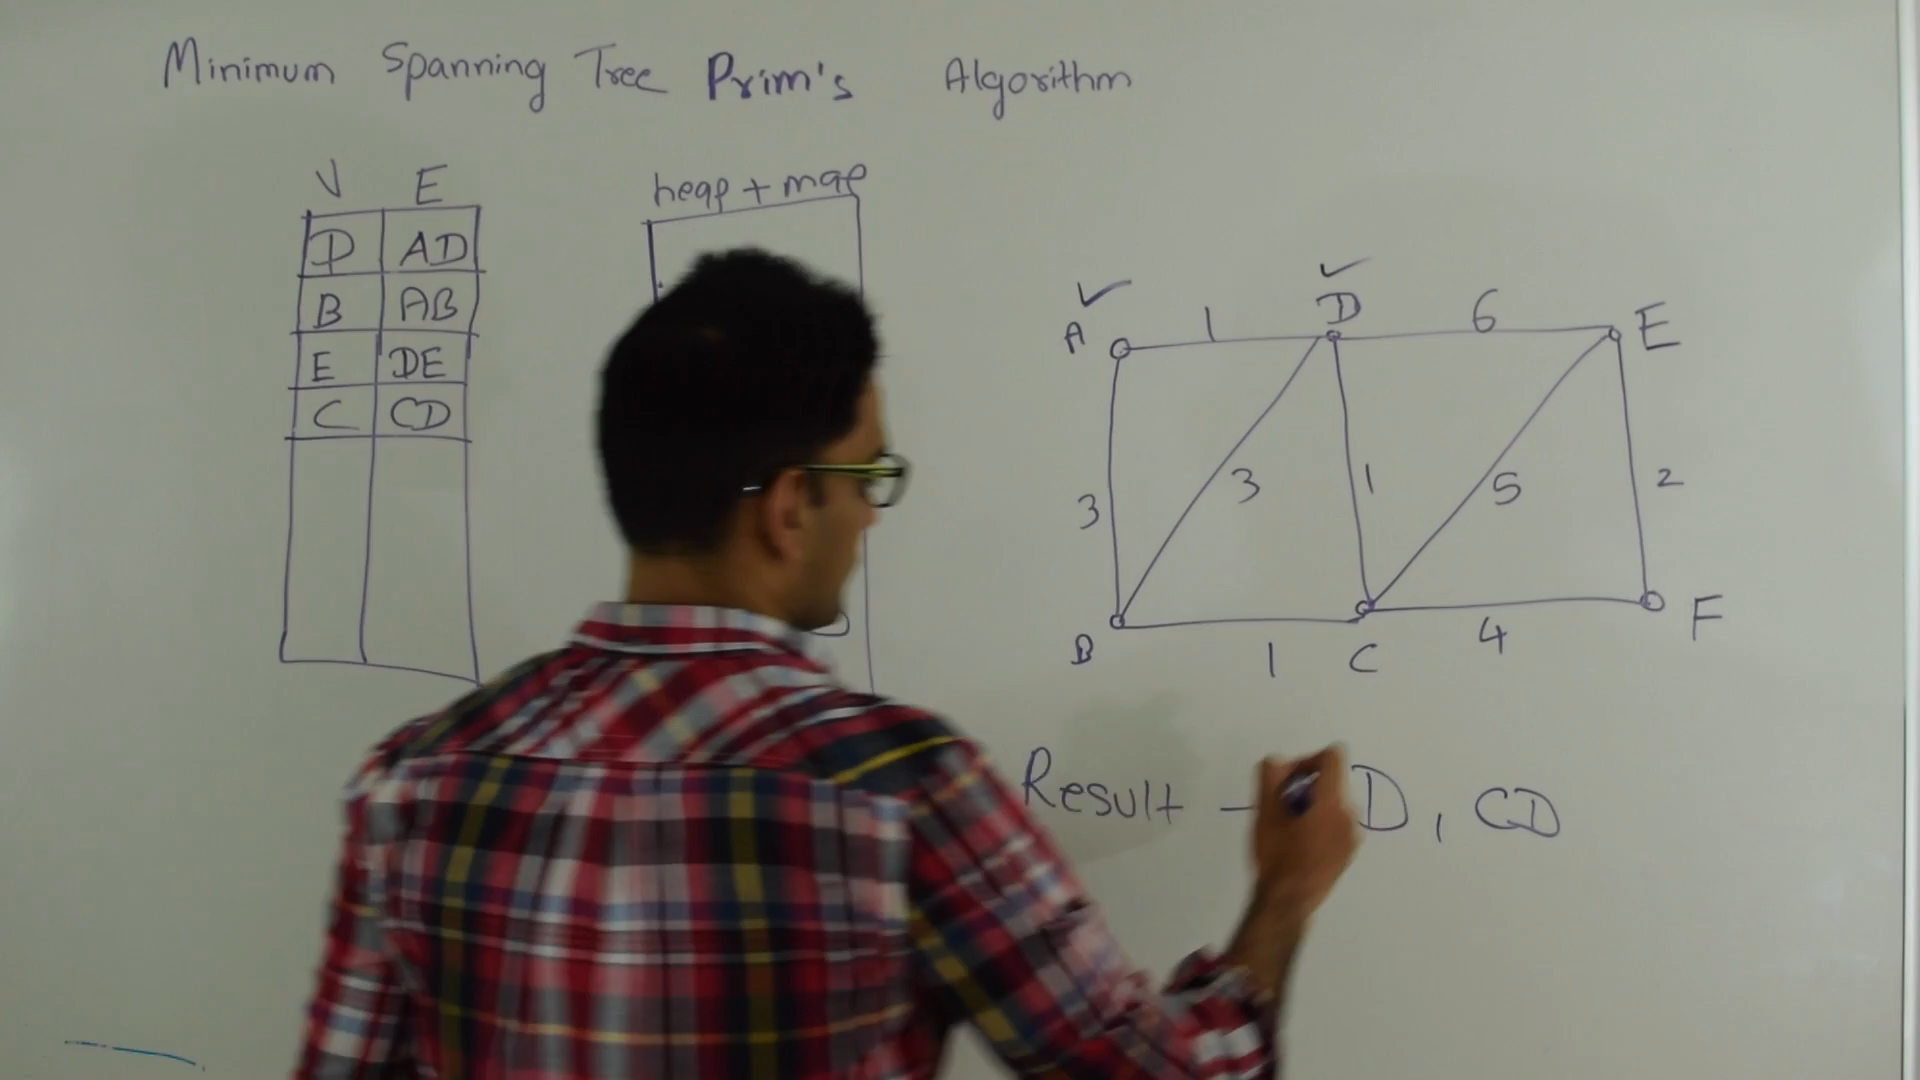 Minimum Spanning Tree Prim's Algorithm
V E
D AD
B AB
E DE
C CD
heap + map
A 1 D 6 E
3 3 1 5 2
B 1 C 4 F
Result - D, CD